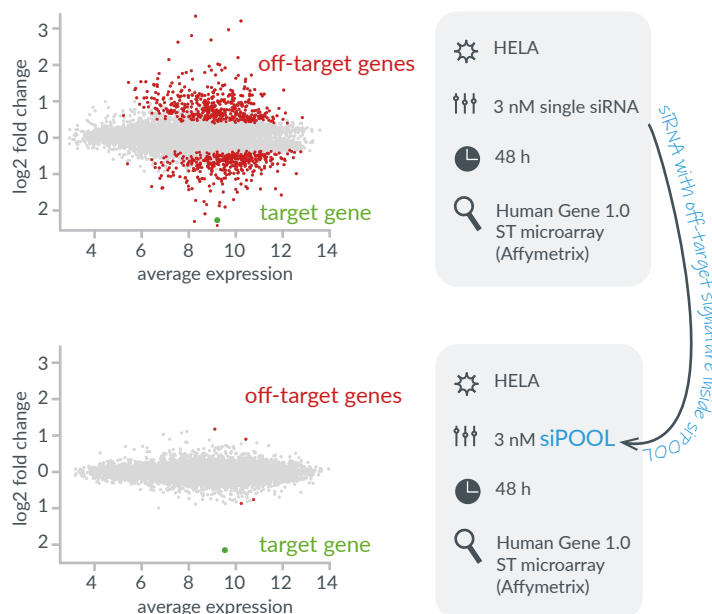 3
2
1
0
1
2
log2 fold change
off-target genes
target gene
4 6 8 10 12 14
average expression
HELA
3 nM single siRNA
48 h
Human Gene 1.0
ST microarray
(Affymetrix)
siRNA with off-target signature inside siPOOL
3
2
1
0
1
2
log2 fold change
off-target genes
target gene
4 6 8 10 12 14
average expression
HELA
3 nM siPOOL
48 h
Human Gene 1.0
ST microarray
(Affymetrix)